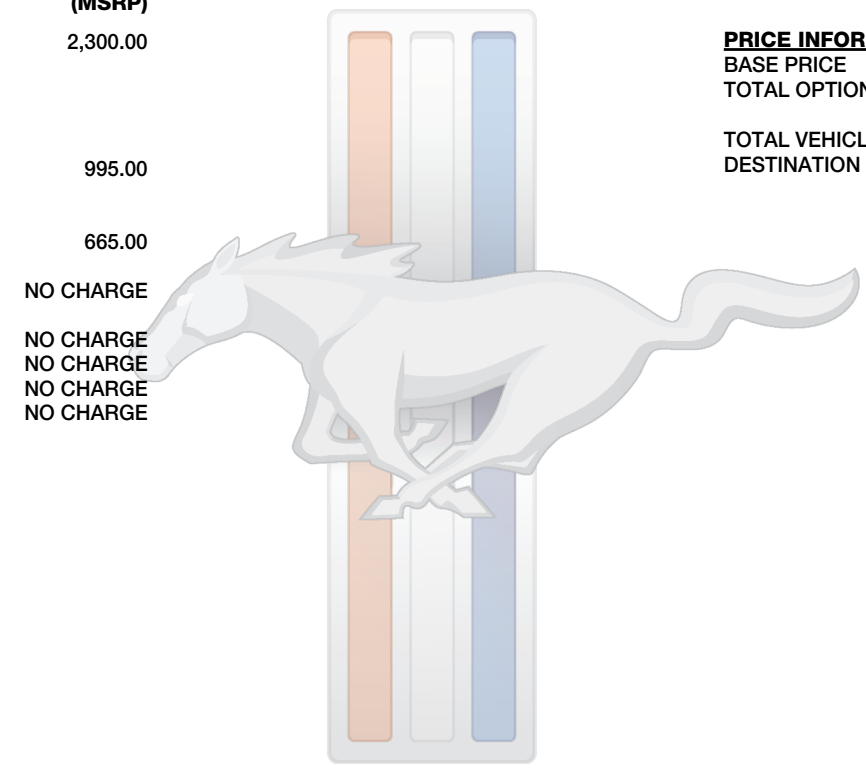 (MSRP)
2,300.00
995.00
665.00
NO CHARGE
NO CHARGE
NO CHARGE
NO CHARGE
NO CHARGE
PRICE INFOR
BASE PRICE
TOTAL OPTION
TOTAL VEHICL
DESTINATION